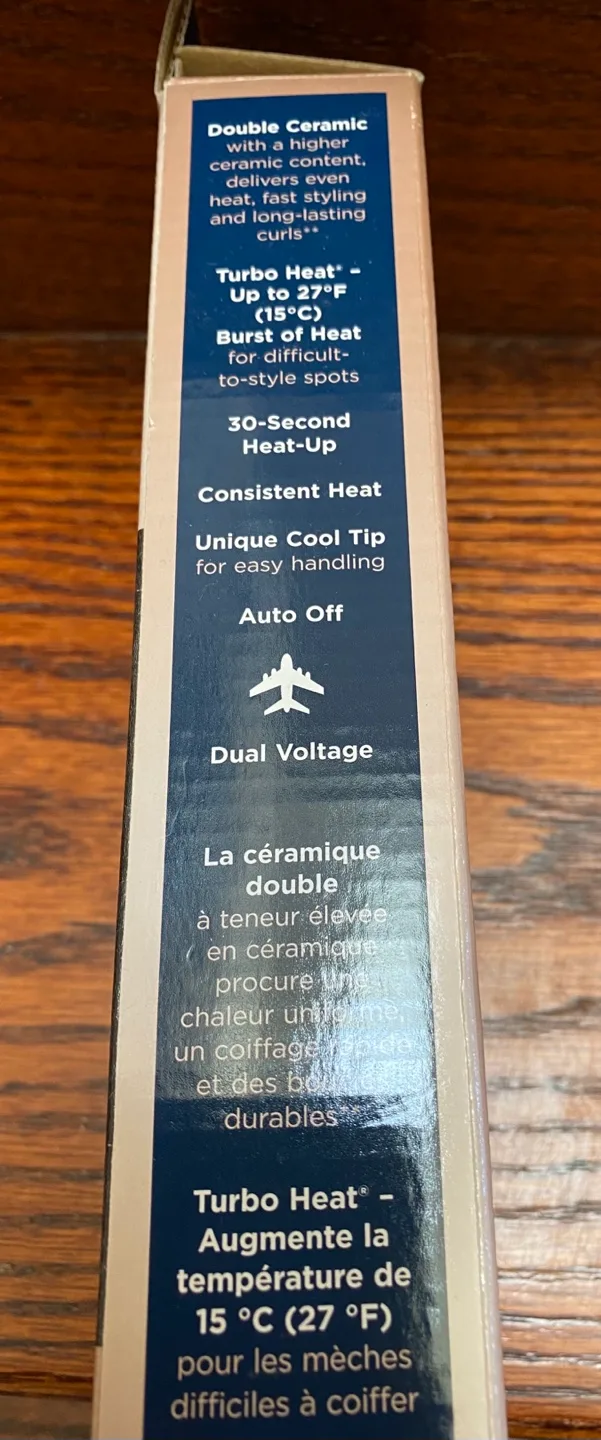 Double Ceramic
with a higher
ceramic content,
delivers even
heat, fast styling
and long-lasting
curls**
Turbo Heat® –
Up to 27°F
(15°C)
Burst of Heat
for difficult-
to-style spots
30-Second
Heat-Up
Consistent Heat
Unique Cool Tip
for easy handling
Auto Off
Dual Voltage
La céramique
double
à teneur élevée
en céramique
procure une
chaleur uniforme,
un coiffage rapide
et des
durables**
Turbo Heat® –
Augmente la
température de
15 °C (27 °F)
pour les mèches
difficiles à coiffer